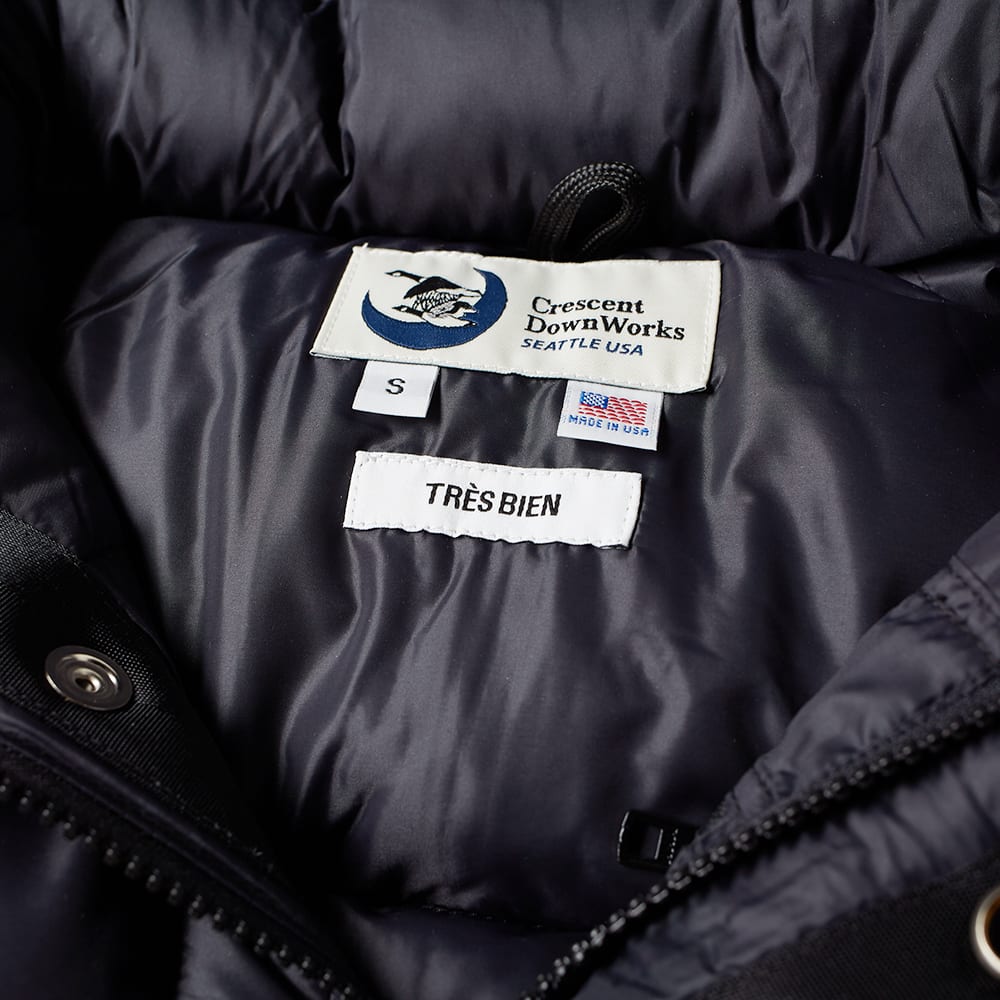 Crescent
DownWorks
SEATTLE USA
S
MADE IN USA
TRÈS BIEN